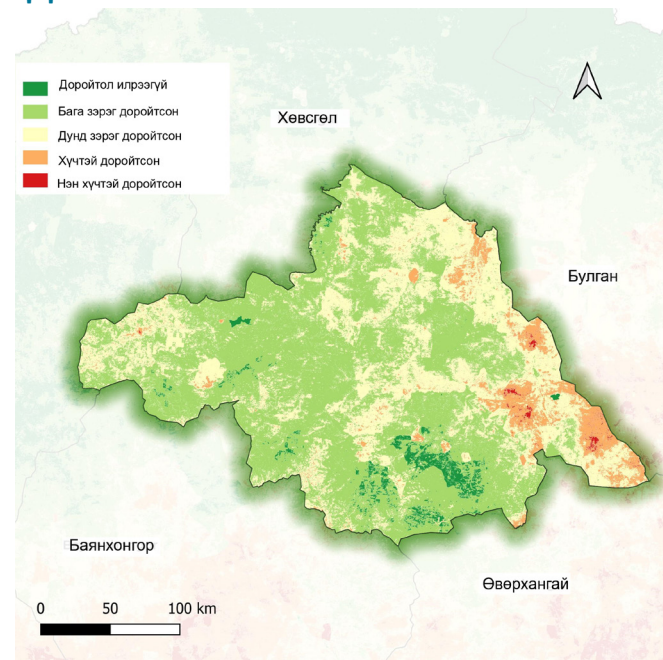 Доройтол илрээгүй
Бага зэрэг доройтсон
Дунд зэрэг доройтсон
Хүчтэй доройтсон
Нэн хүчтэй доройтсон
Хөвсгөл
Булган
Баянхонгор
Өвөрхангай
0 50 100 km